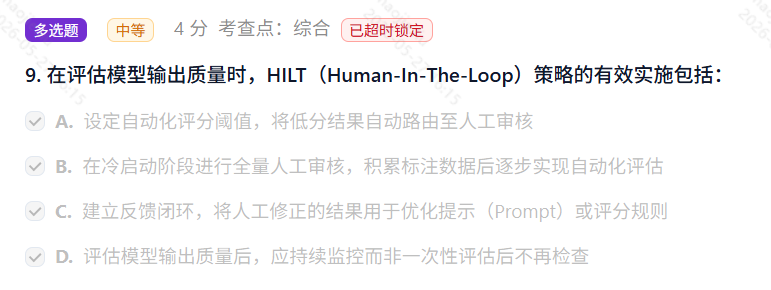 多选题 中等 4 分 考查点：综合 已超时锁定
9. 在评估模型输出质量时，HILT（Human-In-The-Loop）策略的有效实施包括：
A. 设定自动化评分阈值，将低分结果自动路由至人工审核
B. 在冷启动阶段进行全量人工审核，积累标注数据后逐步实现自动化评估
C. 建立反馈闭环，将人工修正的结果用于优化提示（Prompt）或评分规则
D. 评估模型输出质量后，应持续监控而非一次性评估后不再检查